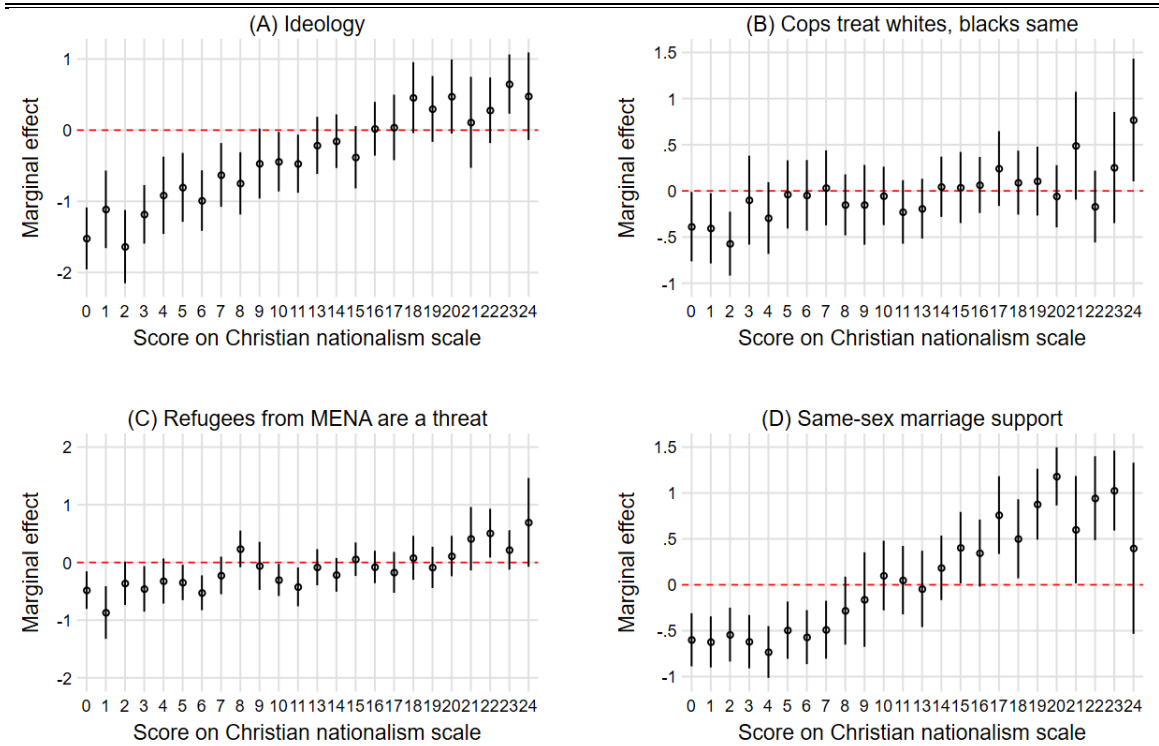 (A) Ideology
Marginal effect
1
0
-1
-2
0 1 2 3 4 5 6 7 8 9 10 11 12 13 14 15 16 17 18 19 20 21 22 23 24
Score on Christian nationalism scale
(B) Cops treat whites, blacks same
Marginal effect
1.5
1
.5
0
-.5
-1
0 1 2 3 4 5 6 7 8 9 10 11 12 13 14 15 16 17 18 19 20 21 22 23 24
Score on Christian nationalism scale
(C) Refugees from MENA are a threat
Marginal effect
2
1
0
-1
-2
0 1 2 3 4 5 6 7 8 9 10 11 12 13 14 15 16 17 18 19 20 21 22 23 24
Score on Christian nationalism scale
(D) Same-sex marriage support
Marginal effect
1.5
1
.5
0
-.5
-1
0 1 2 3 4 5 6 7 8 9 10 11 12 13 14 15 16 17 18 19 20 21 22 23 24
Score on Christian nationalism scale